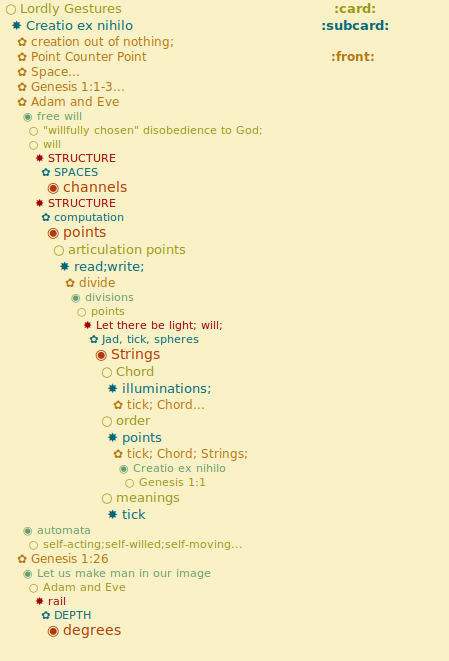 Lordly Gestures :card:
Creatio ex nihilo :subcard:
creation out of nothing;
Point Counter Point :front:
Space...
Genesis 1:1-3...
Adam and Eve
free will
"willfully chosen" disobedience to God;
will
STRUCTURE
SPACES
channels
STRUCTURE
computation
points
articulation points
read;write;
divide
divisions
points
Let there be light; will;
Jad, tick, spheres
Strings
Chord
illuminations;
tick; Chord...
order
points
tick; Chord; Strings;
Creatio ex nihilo
Genesis 1:1
meanings
tick
automata
self-acting;self-willed;self-moving...
Genesis 1:26
Let us make man in our image
Adam and Eve
rail
DEPTH
degrees